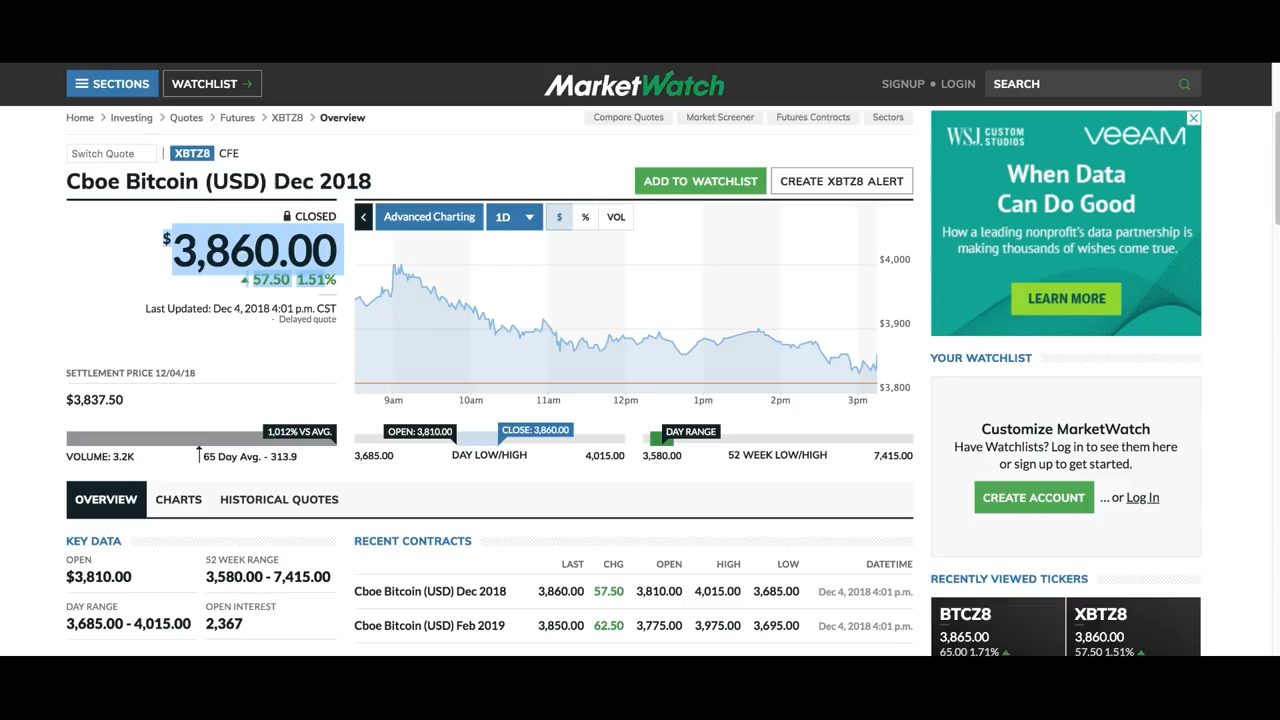 SECTIONS WATCHLIST → MarketWatch SIGNUP • LOGIN SEARCH
Home > Investing > Quotes > Futures > XBTZ8 > Overview
Compare Quotes Market Screener Futures Contracts Sectors
Switch Quote | XBTZ8 CFE
Cboe Bitcoin (USD) Dec 2018
ADD TO WATCHLIST CREATE XBTZ8 ALERT
CLOSED
$3,860.00
57.50 1.51%
Last Updated: Dec 4, 2018 4:01 p.m. CST
- Delayed quote
SETTLEMENT PRICE 12/04/18
$3,837.50
1,012% VS AVG.
VOLUME: 3.2K 65 Day Avg. - 313.9
Advanced Charting 1D $ % VOL
$4,000
$3,900
$3,800
9am 10am 11am 12pm 1pm 2pm 3pm
OPEN: 3,810.00 CLOSE: 3,860.00
3,685.00 DAY LOW/HIGH 4,015.00
DAY RANGE
3,580.00 52 WEEK LOW/HIGH 7,415.00
OVERVIEW CHARTS HISTORICAL QUOTES
KEY DATA
OPEN 52 WEEK RANGE
$3,810.00 3,580.00 - 7,415.00
DAY RANGE OPEN INTEREST
3,685.00 - 4,015.00 2,367
RECENT CONTRACTS
LAST CHG OPEN HIGH LOW DATETIME
Cboe Bitcoin (USD) Dec 2018 3,860.00 57.50 3,810.00 4,015.00 3,685.00 Dec 4, 2018 4:01 p.m.
Cboe Bitcoin (USD) Feb 2019 3,850.00 62.50 3,775.00 3,975.00 3,695.00 Dec 4, 2018 4:01 p.m.
WSJ CUSTOM STUDIOS VEEAM
When Data
Can Do Good
How a leading nonprofit's data partnership is
making thousands of wishes come true.
LEARN MORE
YOUR WATCHLIST
Customize MarketWatch
Have Watchlists? Log in to see them here
or sign up to get started.
CREATE ACCOUNT ... or Log In
RECENTLY VIEWED TICKERS
BTCZ8 XBTZ8
3,865.00 3,860.00
65.00 1.71% 57.50 1.51%